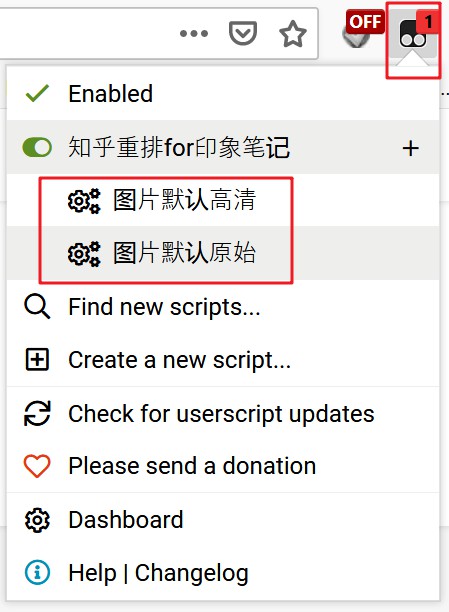 OFF
1
Enabled
知乎重排for印象笔记
图片默认高清
图片默认原始
Find new scripts...
Create a new script...
Check for userscript updates
Please send a donation
Dashboard
Help | Changelog